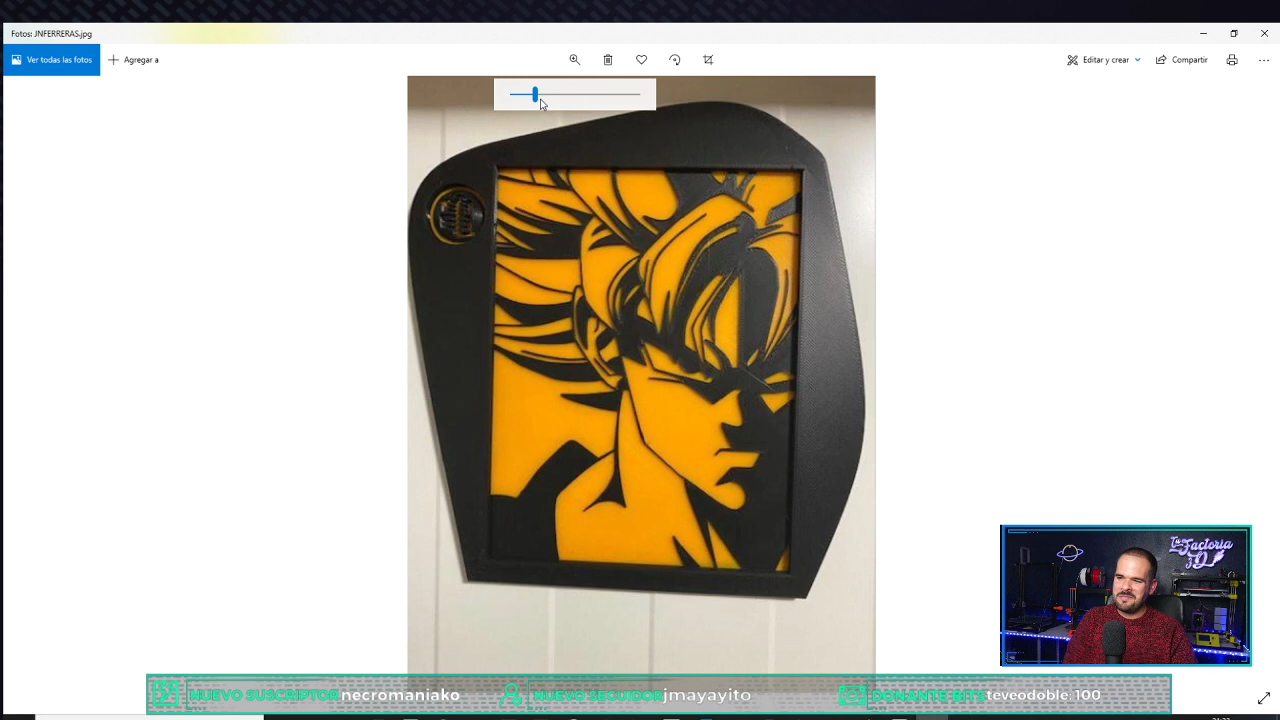 Fotos: JNFERRERAS.jpg
Ver todas las fotos
Agregar a
Editar y crear
Compartir
La Factoria
3D
NUEVO SUSCRIPTOR necromaniako
NUEVO SEGUIDOR jmayayito
DONANTE BITS teveodoble: 100